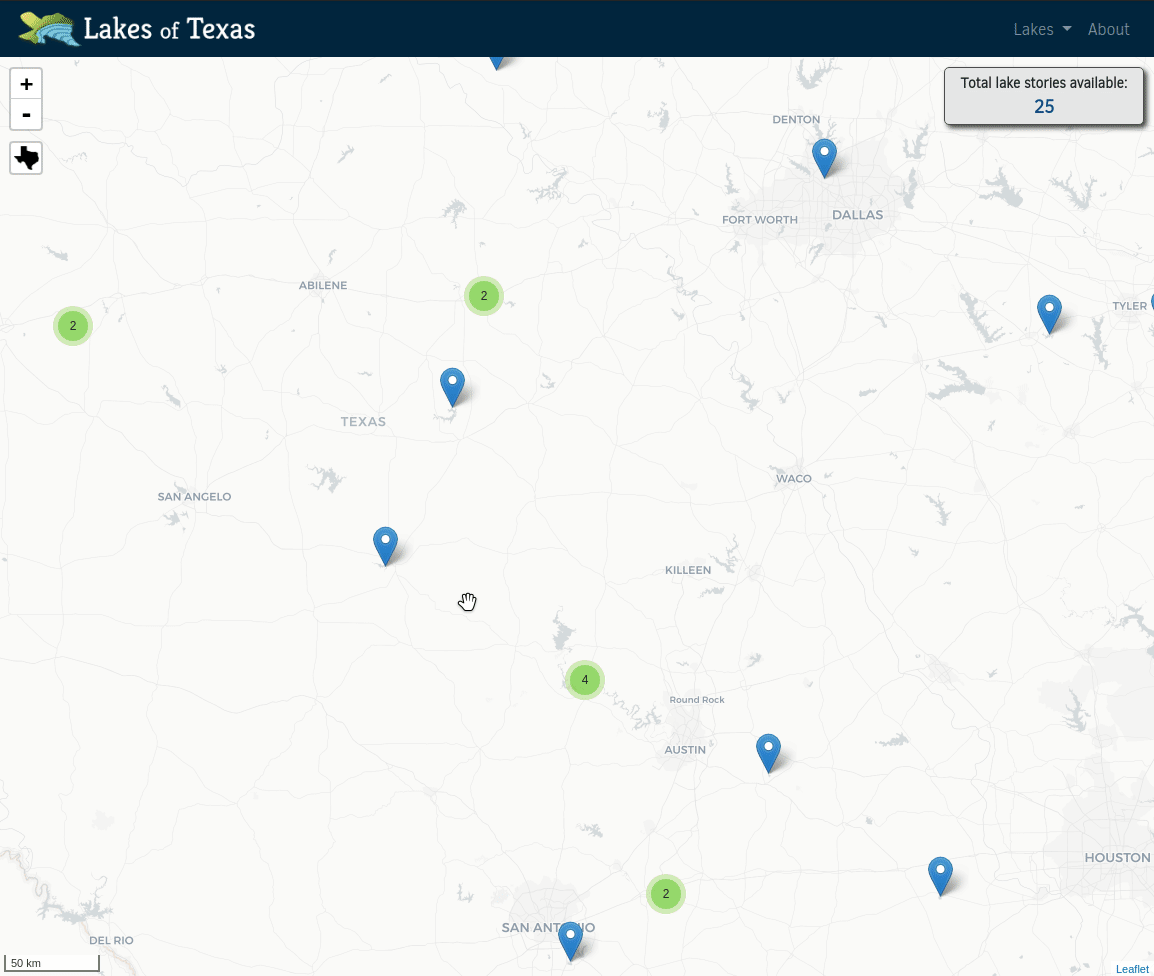 Lakes of Texas
Lakes
About
+
-
Total lake stories available:
25
DENTON
FORT WORTH
DALLAS
ABILENE
2
2
TYLER
TEXAS
WACO
SAN ANGELO
KILLEEN
4
Round Rock
AUSTIN
HOUSTON
2
SAN ANTONIO
DEL RIO
50 km
Leaflet